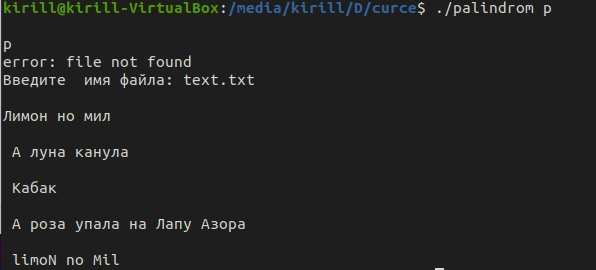 kirill@kirill-VirtualBox:/media/kirill/D/curce$ ./palindrom p
p
error: file not found
Введите  имя файла: text.txt
Лимон но мил
А луна канула
Кабак
А роза упала на Лапу Азора
limoN no Mil